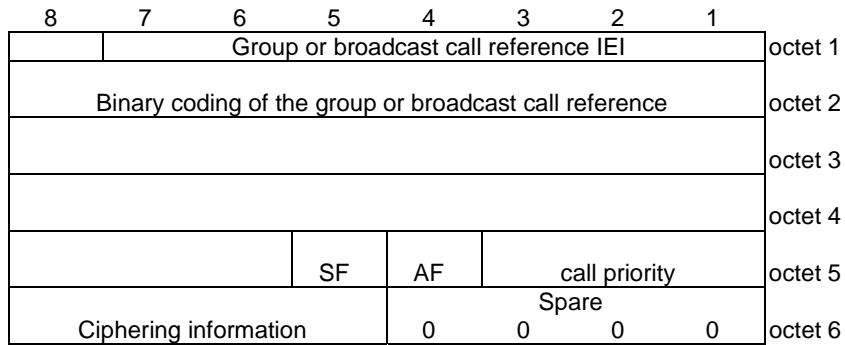 8 7 6 5 4 3 2 1
Group or broadcast call reference IEI octet 1
Binary coding of the group or broadcast call reference octet 2
octet 3
octet 4
SF AF call priority octet 5
Spare
Ciphering information 0 0 0 0 octet 6